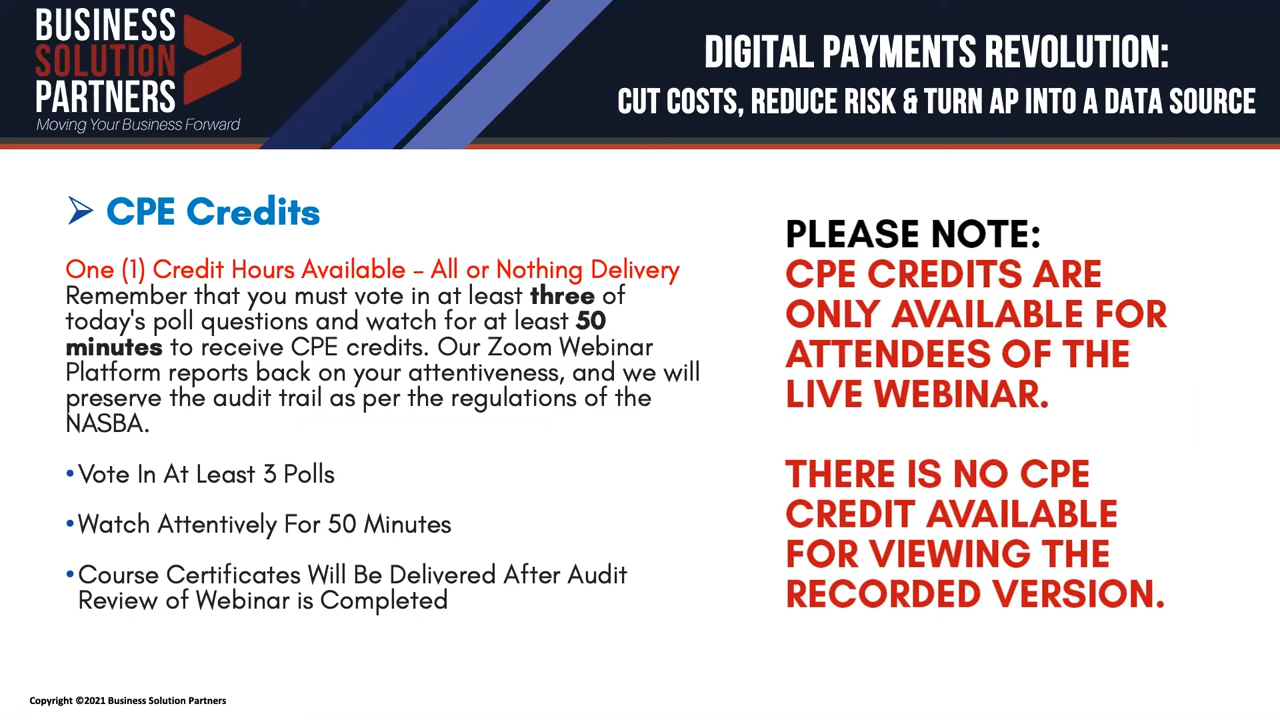 BUSINESS
SOLUTION
PARTNERS
Moving Your Business Forward
DIGITAL PAYMENTS REVOLUTION:
CUT COSTS, REDUCE RISK & TURN AP INTO A DATA SOURCE
➢ CPE Credits
One (1) Credit Hours Available – All or Nothing Delivery
Remember that you must vote in at least three of
today's poll questions and watch for at least 50
minutes to receive CPE credits. Our Zoom Webinar
Platform reports back on your attentiveness, and we will
preserve the audit trail as per the regulations of the
NASBA.
•Vote In At Least 3 Polls
•Watch Attentively For 50 Minutes
•Course Certificates Will Be Delivered After Audit
Review of Webinar is Completed
PLEASE NOTE:
CPE CREDITS ARE
ONLY AVAILABLE FOR
ATTENDEES OF THE
LIVE WEBINAR.
THERE IS NO CPE
CREDIT AVAILABLE
FOR VIEWING THE
RECORDED VERSION.
Copyright ©2021 Business Solution Partners